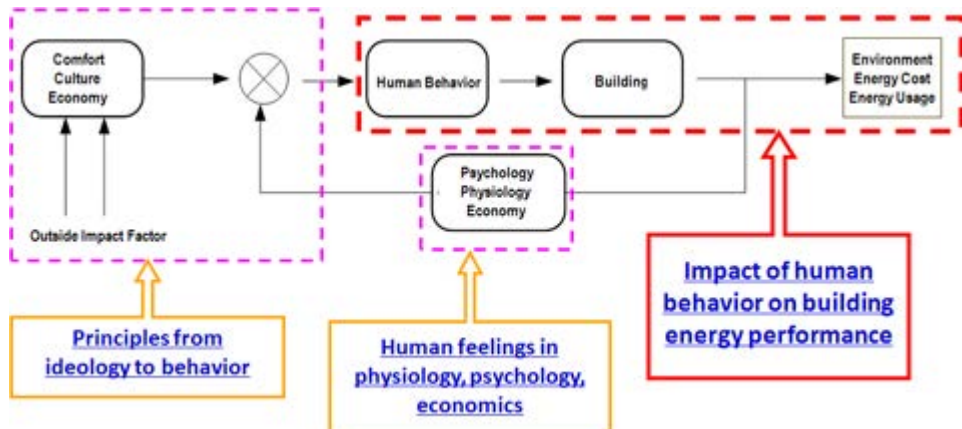 Comfort
Culture
Economy
Human Behavior
Building
Environment
Energy Cost
Energy Usage
Psychology
Physiology
Economy
Outside Impact Factor
Principles from
ideology to behavior
Human feelings in
physiology, psychology,
economics
Impact of human
behavior on building
energy performance